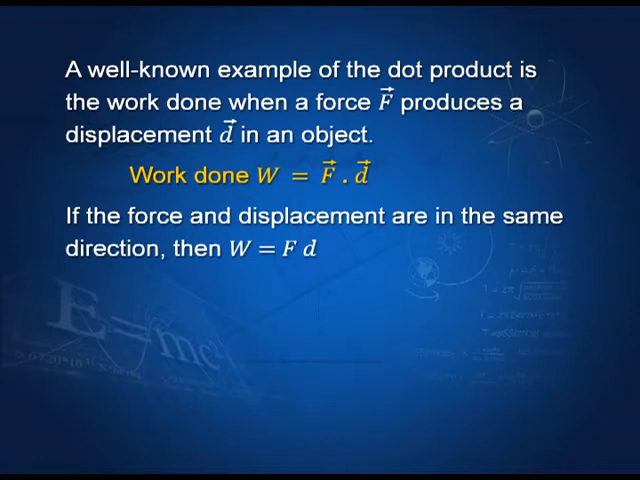 A well-known example of the dot product is
the work done when a force F⃗ produces a
displacement d⃗ in an object.
Work done W = F⃗ . d⃗
If the force and displacement are in the same
direction, then W = F d
E=mc²